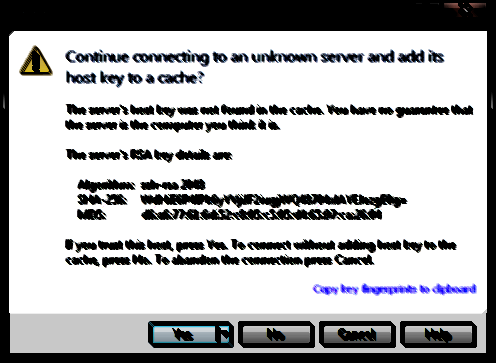 Continue connecting to an unknown server and add its
host key to a cache?
The server's host key was not found in the cache. You have no guarantee that
the server is the computer you think it is.
The server's RSA key details are:
Algorithm: ssh-rsa 2048
SHA-256:
MD5:
If you trust this host, press Yes. To connect without adding host key to the
cache, press No. To abandon the connection press Cancel.
Copy key fingerprints to clipboard
Yes No Cancel Help